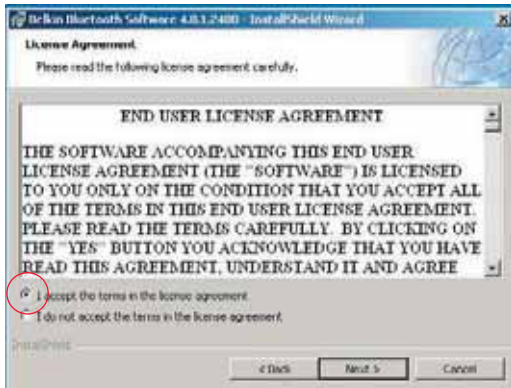 Belkin Bluetooth Software 4.0.1.2400 - InstallShield Wizard
License Agreement
Please read the following license agreement carefully.
END USER LICENSE AGREEMENT
THE SOFTWARE ACCOMPANYING THIS END USER
LICENSE AGREEMENT (THE "SOFTWARE") IS LICENSED
TO YOU ONLY ON THE CONDITION THAT YOU ACCEPT ALL
OF THE TERMS IN THIS END USER LICENSE AGREEMENT.
PLEASE READ THE TERMS CAREFULLY. BY CLICKING ON
THE "YES" BUTTON YOU ACKNOWLEDGE THAT YOU HAVE
READ THIS AGREEMENT, UNDERSTAND IT AND AGREE
I accept the terms in the license agreement
I do not accept the terms in the license agreement
InstallShield
< Back Next > Cancel